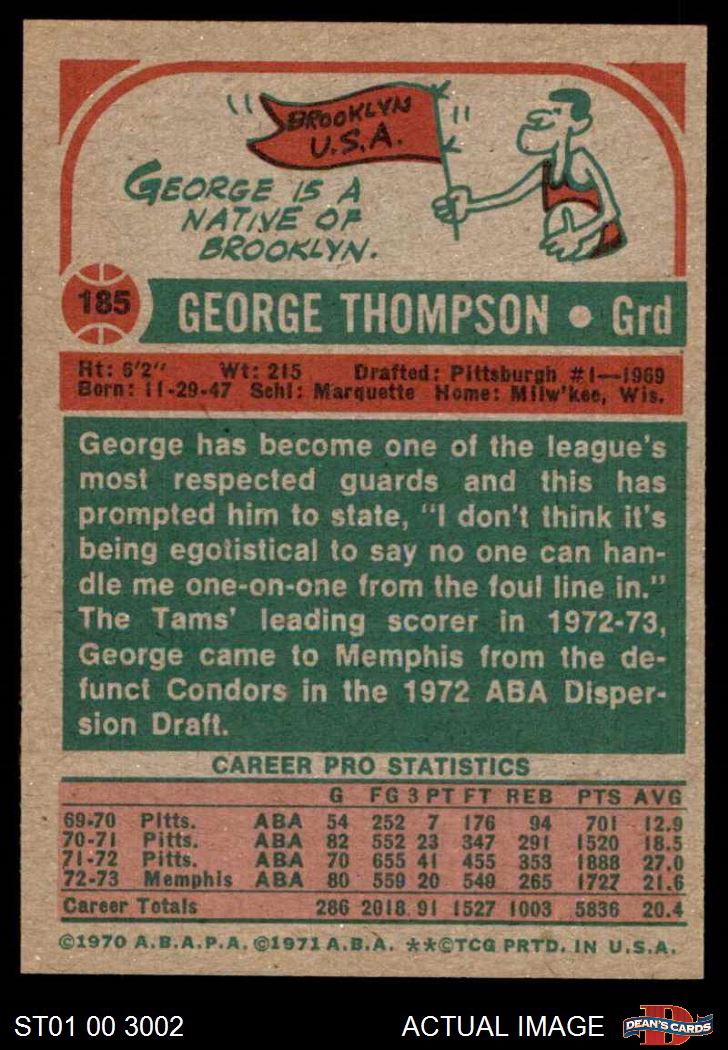 BROOKLYN
U.S.A.
GEORGE IS A
NATIVE OF
BROOKLYN.
185
GEORGE THOMPSON • Grd
Ht: 6'2" Wt: 215 Drafted: Pittsburgh #1—1969
Born: 11-29-47 Schl: Marquette Home: Milw'kee, Wis.
George has become one of the league's
most respected guards and this has
prompted him to state, "I don't think it's
being egotistical to say no one can han-
dle me one-on-one from the foul line in."
The Tams' leading scorer in 1972-73,
George came to Memphis from the de-
funct Condors in the 1972 ABA Disper-
sion Draft.
CAREER PRO STATISTICS
G FG 3 PT FT REB PTS AVG
69-70 Pitts. ABA 54 252 7 176 94 701 12.9
70-71 Pitts. ABA 82 552 23 347 291 1520 18.5
71-72 Pitts. ABA 70 655 41 455 353 1888 27.0
72-73 Memphis ABA 80 559 20 549 265 1727 21.6
Career Totals 286 2018 91 1527 1003 5836 20.4
©1970 A.B.A.P.A. ©1971 A.B.A. **©TCG PRTD. IN U.S.A.
ST01 00 3002 ACTUAL IMAGE
D
DEAN'S CARDS